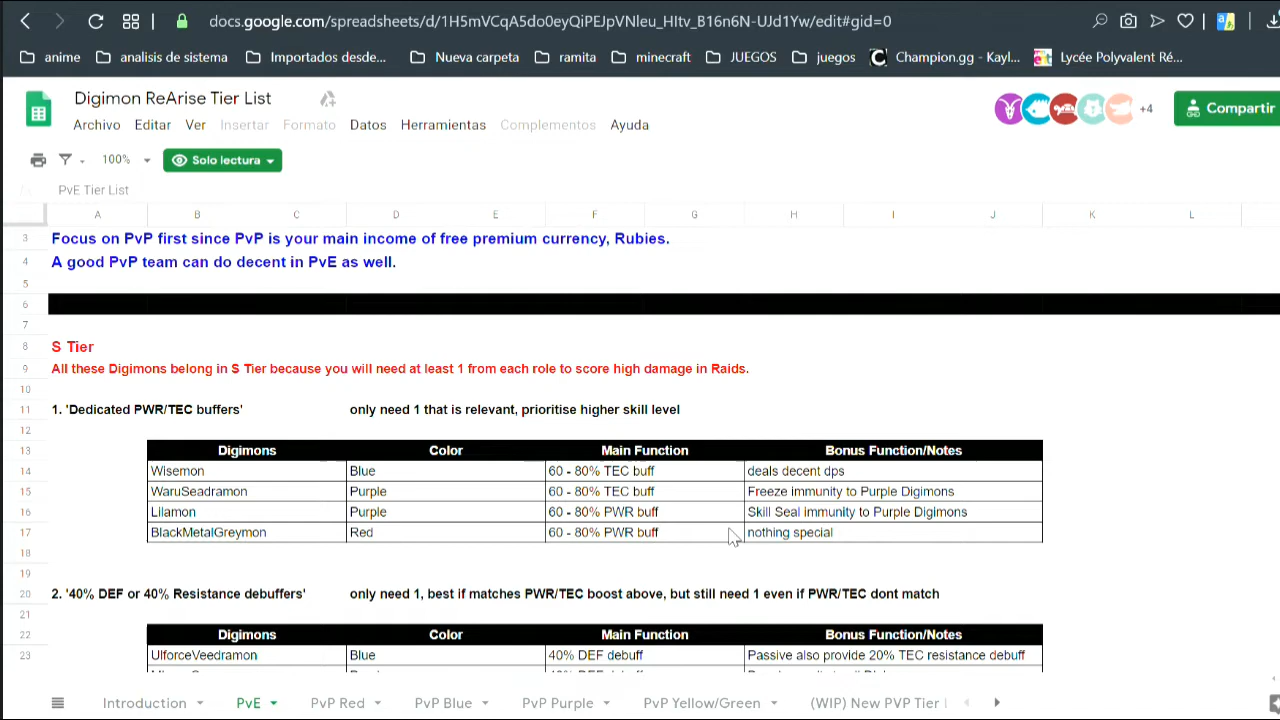 docs.google.com/spreadsheets/d/1H5mVCqA5do0eyQiPEJpVNleu_HItv_B16n6N-UJd1Yw/edit#gid=0
anime analisis de sistema Importados desde... Nueva carpeta ramita minecraft JUEGOS juegos Champion.gg - Kayl... Lycée Polyvalent Ré...
Digimon ReArise Tier List
+4 Compartir
Archivo Editar Ver Insertar Formato Datos Herramientas Complementos Ayuda
100% Solo lectura
PvE Tier List
A B C D E F G H I J K L
3 Focus on PvP first since PvP is your main income of free premium currency, Rubies.
4 A good PvP team can do decent in PvE as well.
5
6
7
8 S Tier
9 All these Digimons belong in S Tier because you will need at least 1 from each role to score high damage in Raids.
10
11 1. 'Dedicated PWR/TEC buffers' only need 1 that is relevant, prioritise higher skill level
12
13 Digimons Color Main Function Bonus Function/Notes
14 Wisemon Blue 60 - 80% TEC buff deals decent dps
15 WaruSeadramon Purple 60 - 80% TEC buff Freeze immunity to Purple Digimons
16 Lilamon Purple 60 - 80% PWR buff Skill Seal immunity to Purple Digimons
17 BlackMetalGreymon Red 60 - 80% PWR buff nothing special
18
19
20 2. '40% DEF or 40% Resistance debuffers' only need 1, best if matches PWR/TEC boost above, but still need 1 even if PWR/TEC dont match
21
22 Digimons Color Main Function Bonus Function/Notes
23 UlforceVeedramon Blue 40% DEF debuff Passive also provide 20% TEC resistance debuff
Introduction PvE PvP Red PvP Blue PvP Purple PvP Yellow/Green (WIP) New PVP Tier